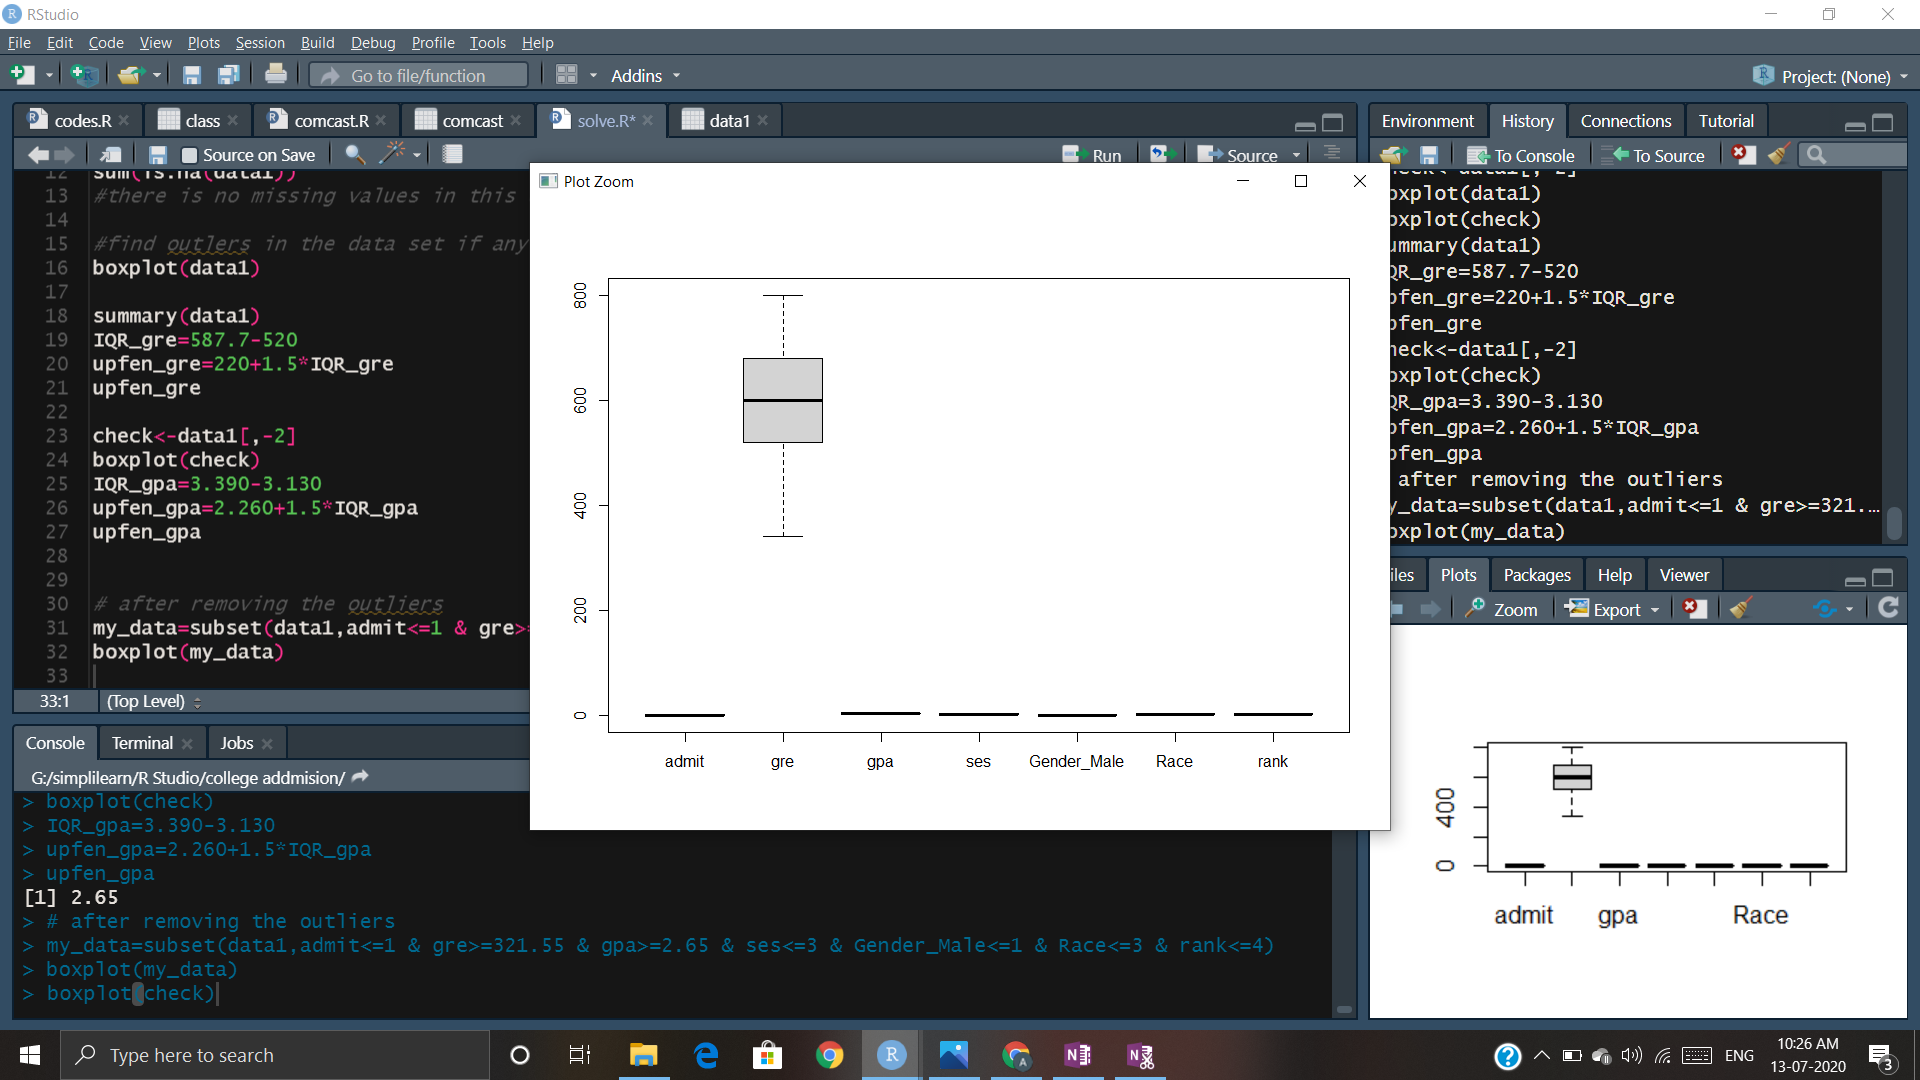 RStudio
File Edit Code View Plots Session Build Debug Profile Tools Help
Go to file/function Addins Project: (None)
codes.R class comcast.R comcast solve.R* data1
Source on Save Run Source
12 sum(is.na(data1))
13 #there is no missing values in this
14
15 #find outlers in the data set if any
16 boxplot(data1)
17
18 summary(data1)
19 IQR_gre=587.7-520
20 upfen_gre=220+1.5*IQR_gre
21 upfen_gre
22
23 check<-data1[,-2]
24 boxplot(check)
25 IQR_gpa=3.390-3.130
26 upfen_gpa=2.260+1.5*IQR_gpa
27 upfen_gpa
28
29
30 # after removing the outliers
31 my_data=subset(data1,admit<=1 & gre>
32 boxplot(my_data)
33
33:1 (Top Level)
Console Terminal Jobs
G:/simplilearn/R Studio/college addmision/
> boxplot(check)
> IQR_gpa=3.390-3.130
> upfen_gpa=2.260+1.5*IQR_gpa
> upfen_gpa
[1] 2.65
> # after removing the outliers
> my_data=subset(data1,admit<=1 & gre>=321.55 & gpa>=2.65 & ses<=3 & Gender_Male<=1 & Race<=3 & rank<=4)
> boxplot(my_data)
> boxplot(check)
Plot Zoom
800
600
400
200
0
admit gre gpa ses Gender_Male Race rank
Environment History Connections Tutorial
To Console To Source
heck<-data1[,-2]
oxplot(data1)
oxplot(check)
ummary(data1)
QR_gre=587.7-520
pfen_gre=220+1.5*IQR_gre
pfen_gre
heck<-data1[,-2]
oxplot(check)
QR_gpa=3.390-3.130
pfen_gpa=2.260+1.5*IQR_gpa
pfen_gpa
after removing the outliers
y_data=subset(data1,admit<=1 & gre>=321....
oxplot(my_data)
iles Plots Packages Help Viewer
Zoom Export
400
0
admit gpa Race
Type here to search
ENG
10:26 AM
13-07-2020
3